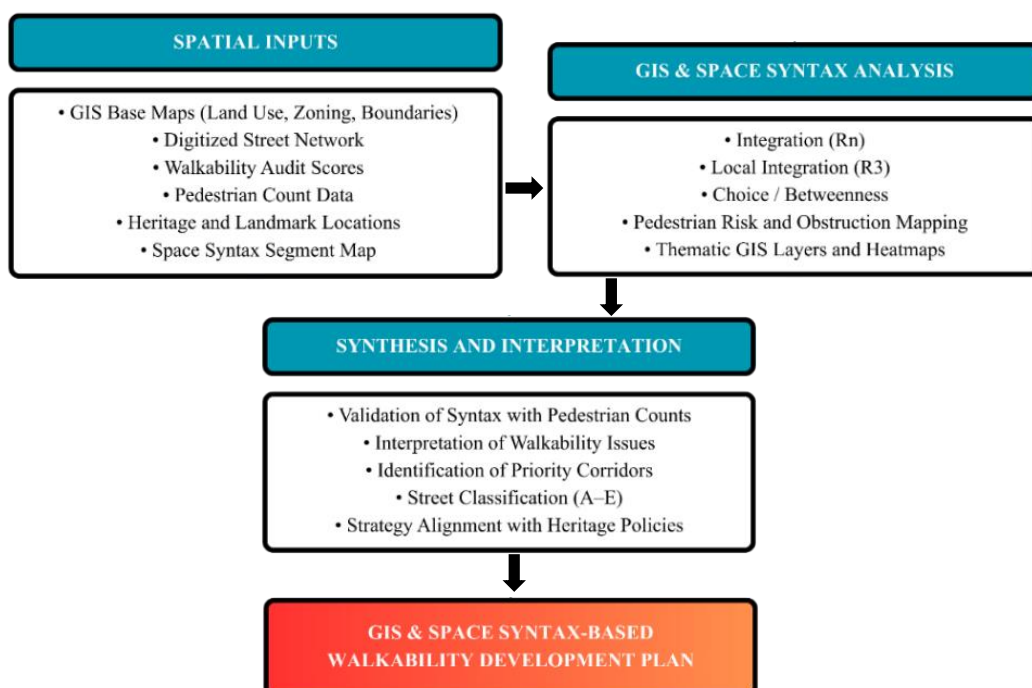 SPATIAL INPUTS
• GIS Base Maps (Land Use, Zoning, Boundaries)
• Digitized Street Network
• Walkability Audit Scores
• Pedestrian Count Data
• Heritage and Landmark Locations
• Space Syntax Segment Map
GIS & SPACE SYNTAX ANALYSIS
• Integration (Rn)
• Local Integration (R3)
• Choice / Betweenness
• Pedestrian Risk and Obstruction Mapping
• Thematic GIS Layers and Heatmaps
SYNTHESIS AND INTERPRETATION
• Validation of Syntax with Pedestrian Counts
• Interpretation of Walkability Issues
• Identification of Priority Corridors
• Street Classification (A–E)
• Strategy Alignment with Heritage Policies
GIS & SPACE SYNTAX-BASED
WALKABILITY DEVELOPMENT PLAN